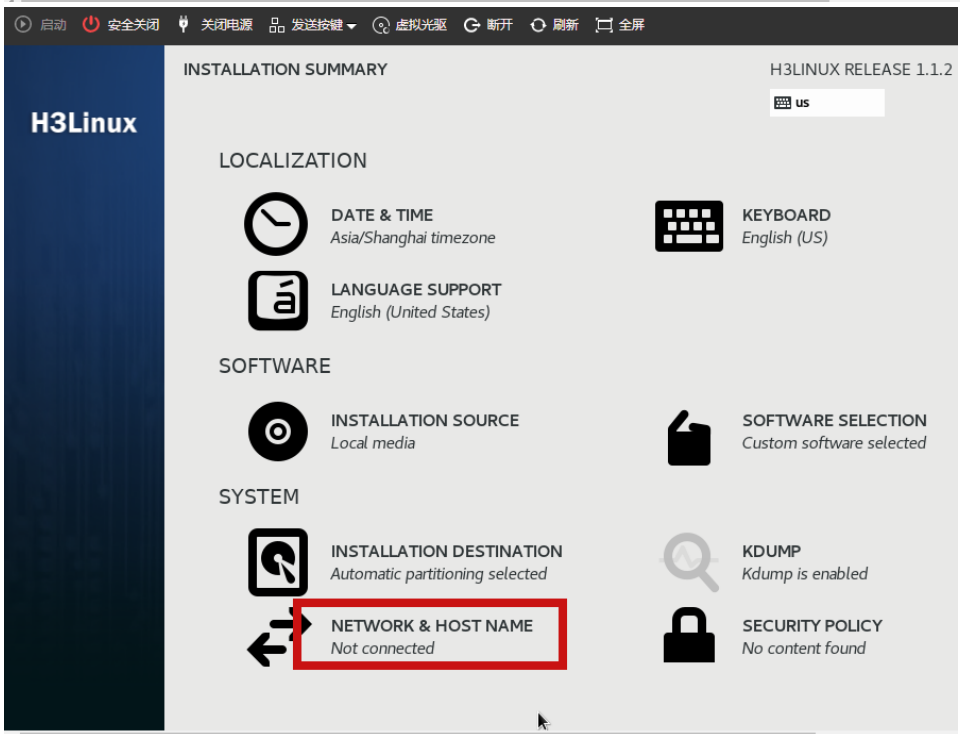 启动 安全关闭 关闭电源 发送按键 虚拟光驱 断开 刷新 全屏
INSTALLATION SUMMARY
H3LINUX RELEASE 1.1.2
us
H3Linux
LOCALIZATION
DATE & TIME
Asia/Shanghai timezone
KEYBOARD
English (US)
LANGUAGE SUPPORT
English (United States)
SOFTWARE
INSTALLATION SOURCE
Local media
SOFTWARE SELECTION
Custom software selected
SYSTEM
INSTALLATION DESTINATION
Automatic partitioning selected
KDUMP
Kdump is enabled
NETWORK & HOST NAME
Not connected
SECURITY POLICY
No content found